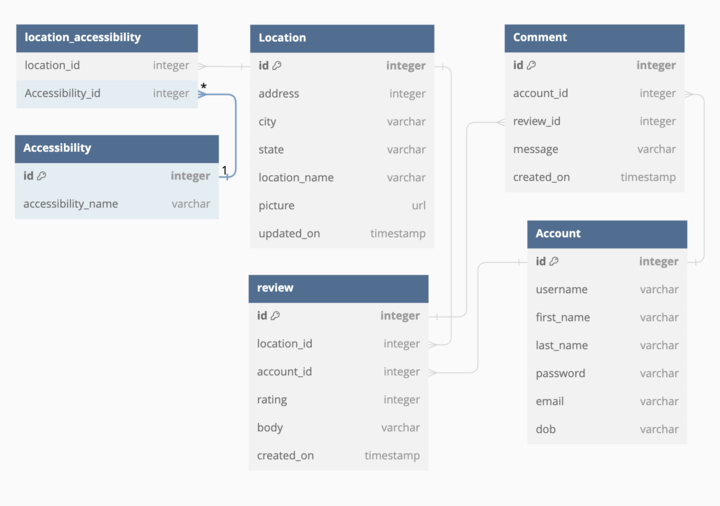 location_accessibility
location_id integer
Accessibility_id integer
*
Accessibility
id integer
1
accessibility_name varchar
Location
id integer
address integer
city varchar
state varchar
location_name varchar
picture url
updated_on timestamp
review
id integer
location_id integer
account_id integer
rating integer
body varchar
created_on timestamp
Comment
id integer
account_id integer
review_id integer
message varchar
created_on timestamp
Account
id integer
username varchar
first_name varchar
last_name varchar
password varchar
email varchar
dob varchar